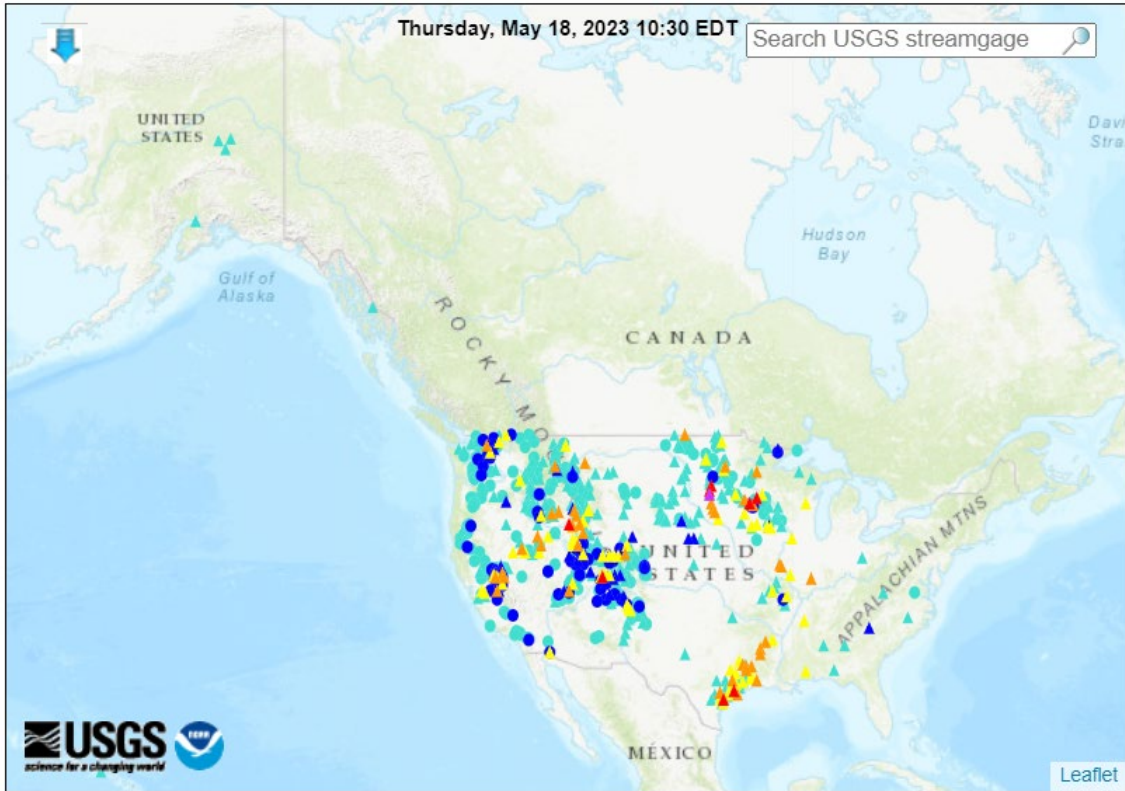 Thursday, May 18, 2023 10:30 EDT
Search USGS streamgage
UNITED
STATES
Davi
Stra
Hudson
Bay
Gulf of
Alaska
ROCKY MO
CANADA
UNITED
STATES
APPALACHIAN MTNS
USGS
science for a changing world
MÉXICO
Leaflet